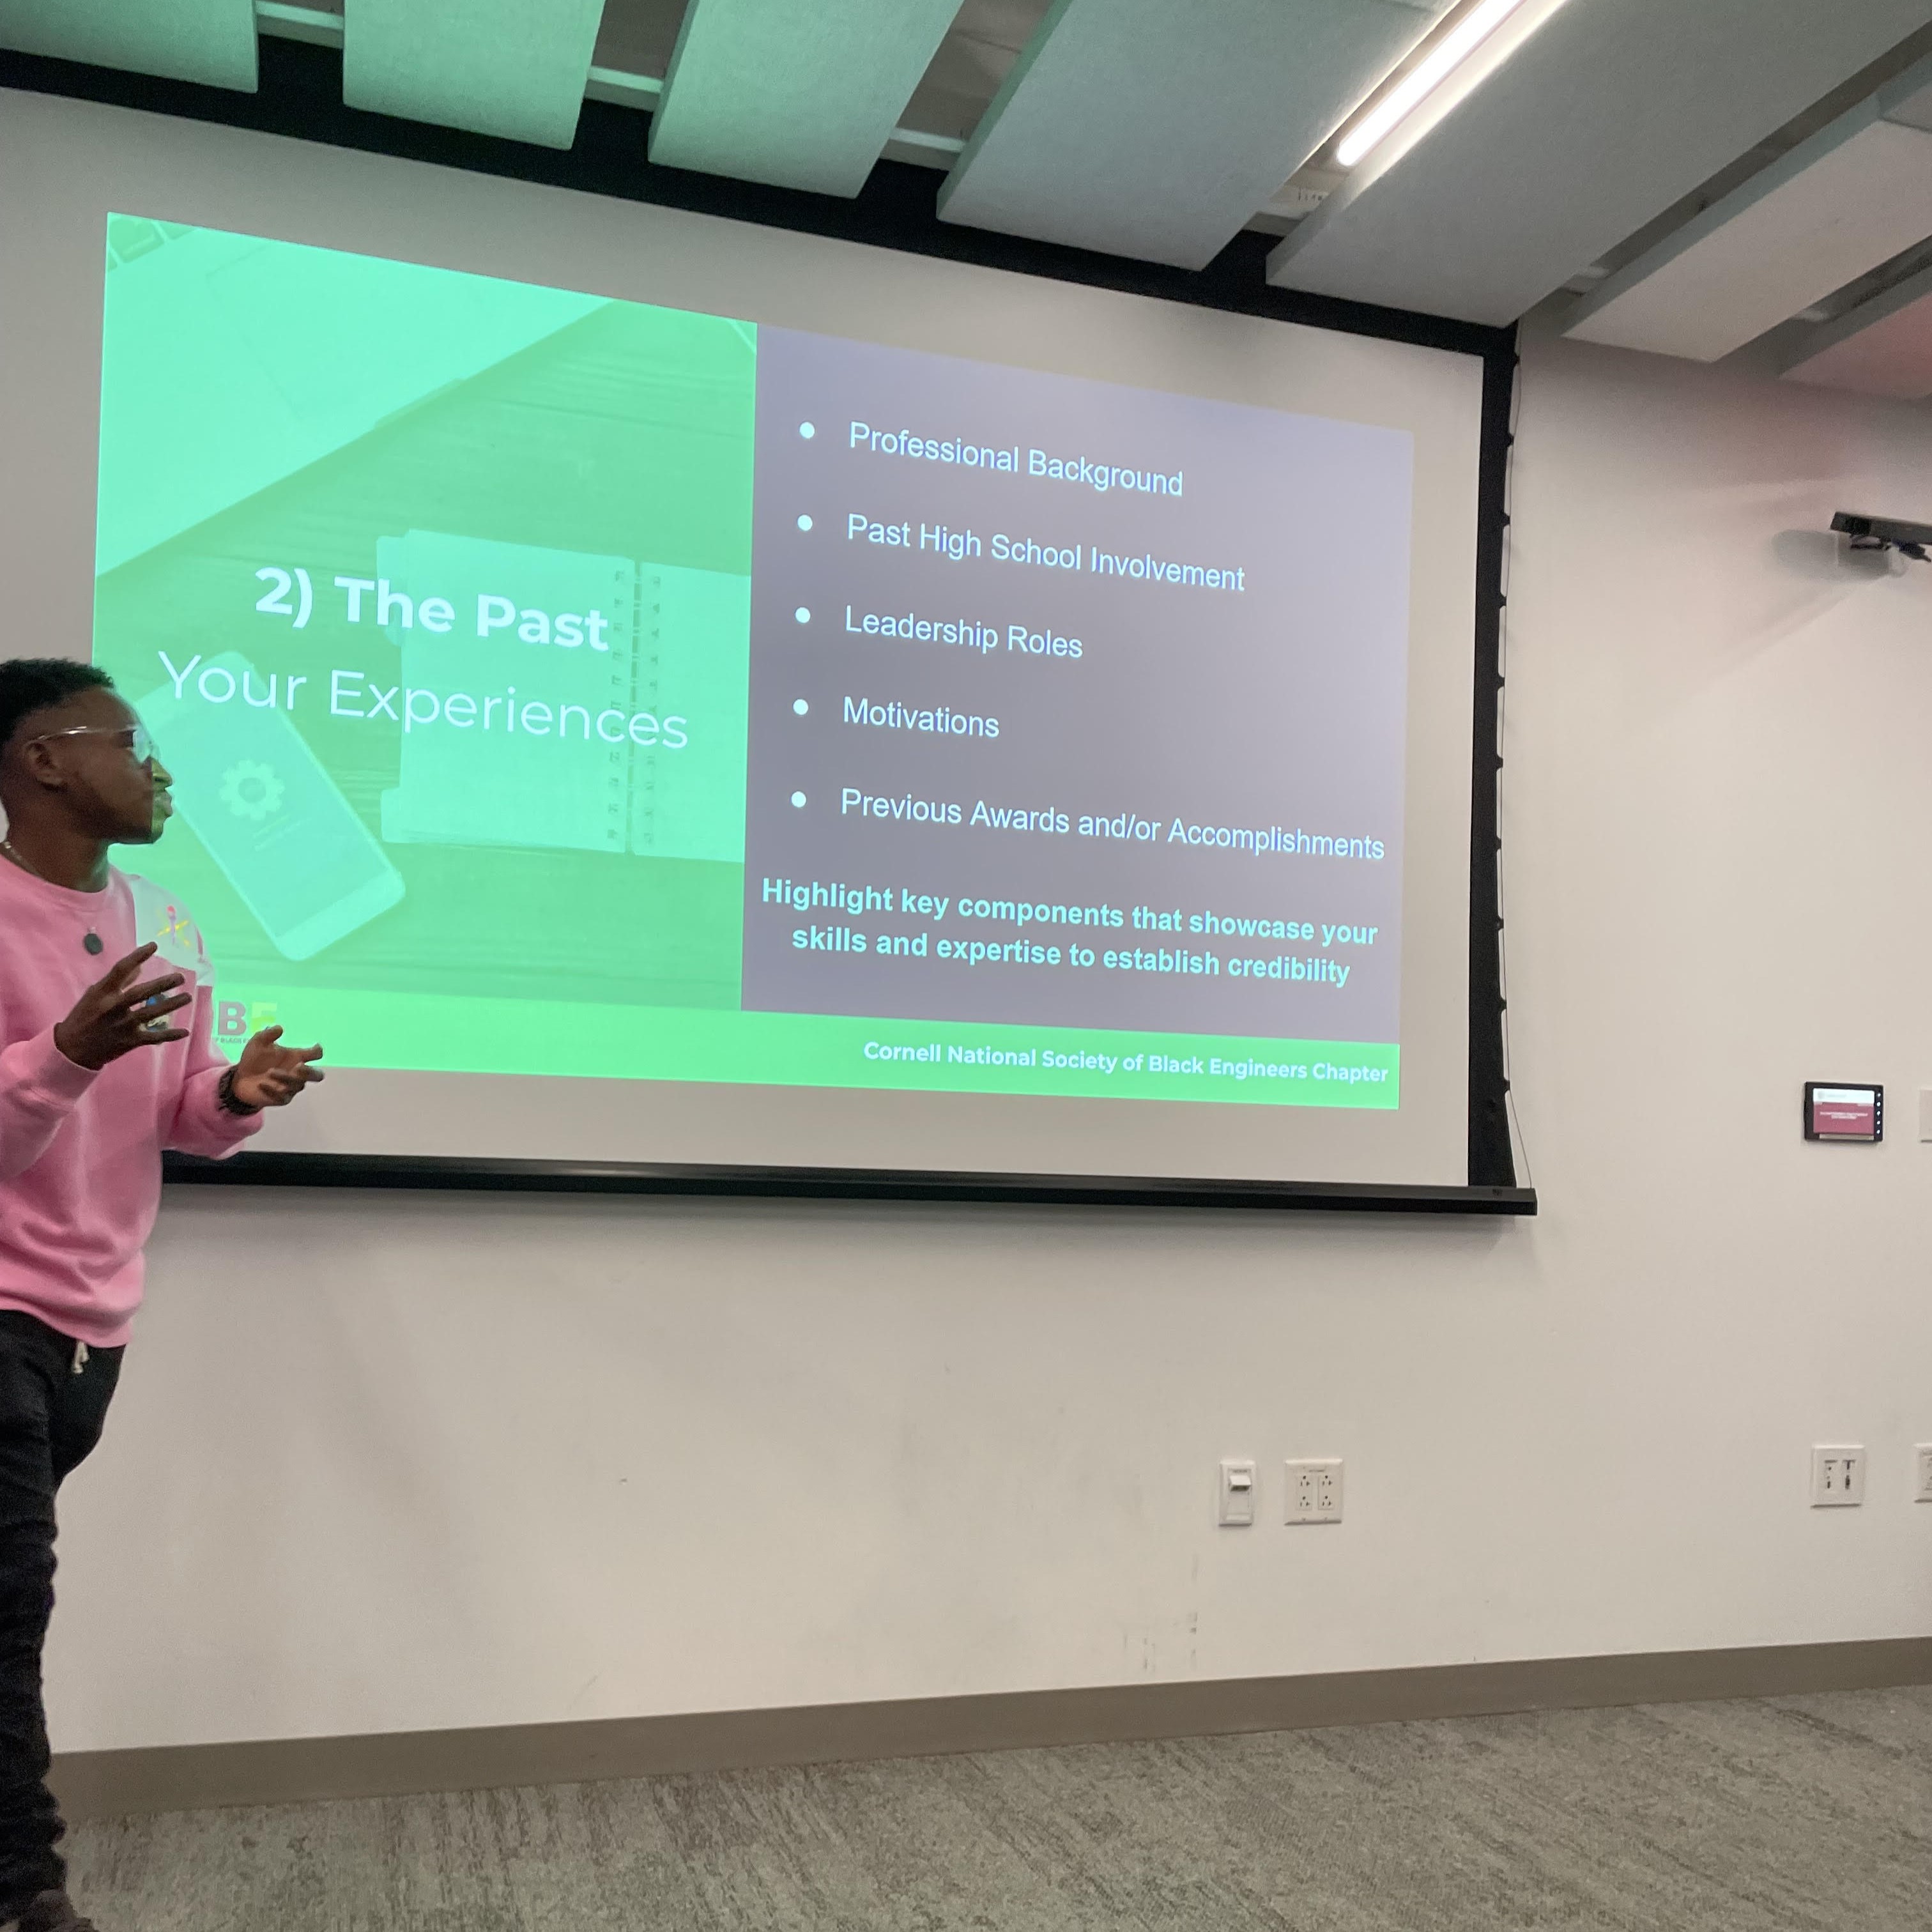 2) The Past
Your Experiences
Professional Background
Past High School Involvement
Leadership Roles
Motivations
Previous Awards and/or Accomplishments
Highlight key components that showcase your
skills and expertise to establish credibility
BE
Cornell National Society of Black Engineers Chapter